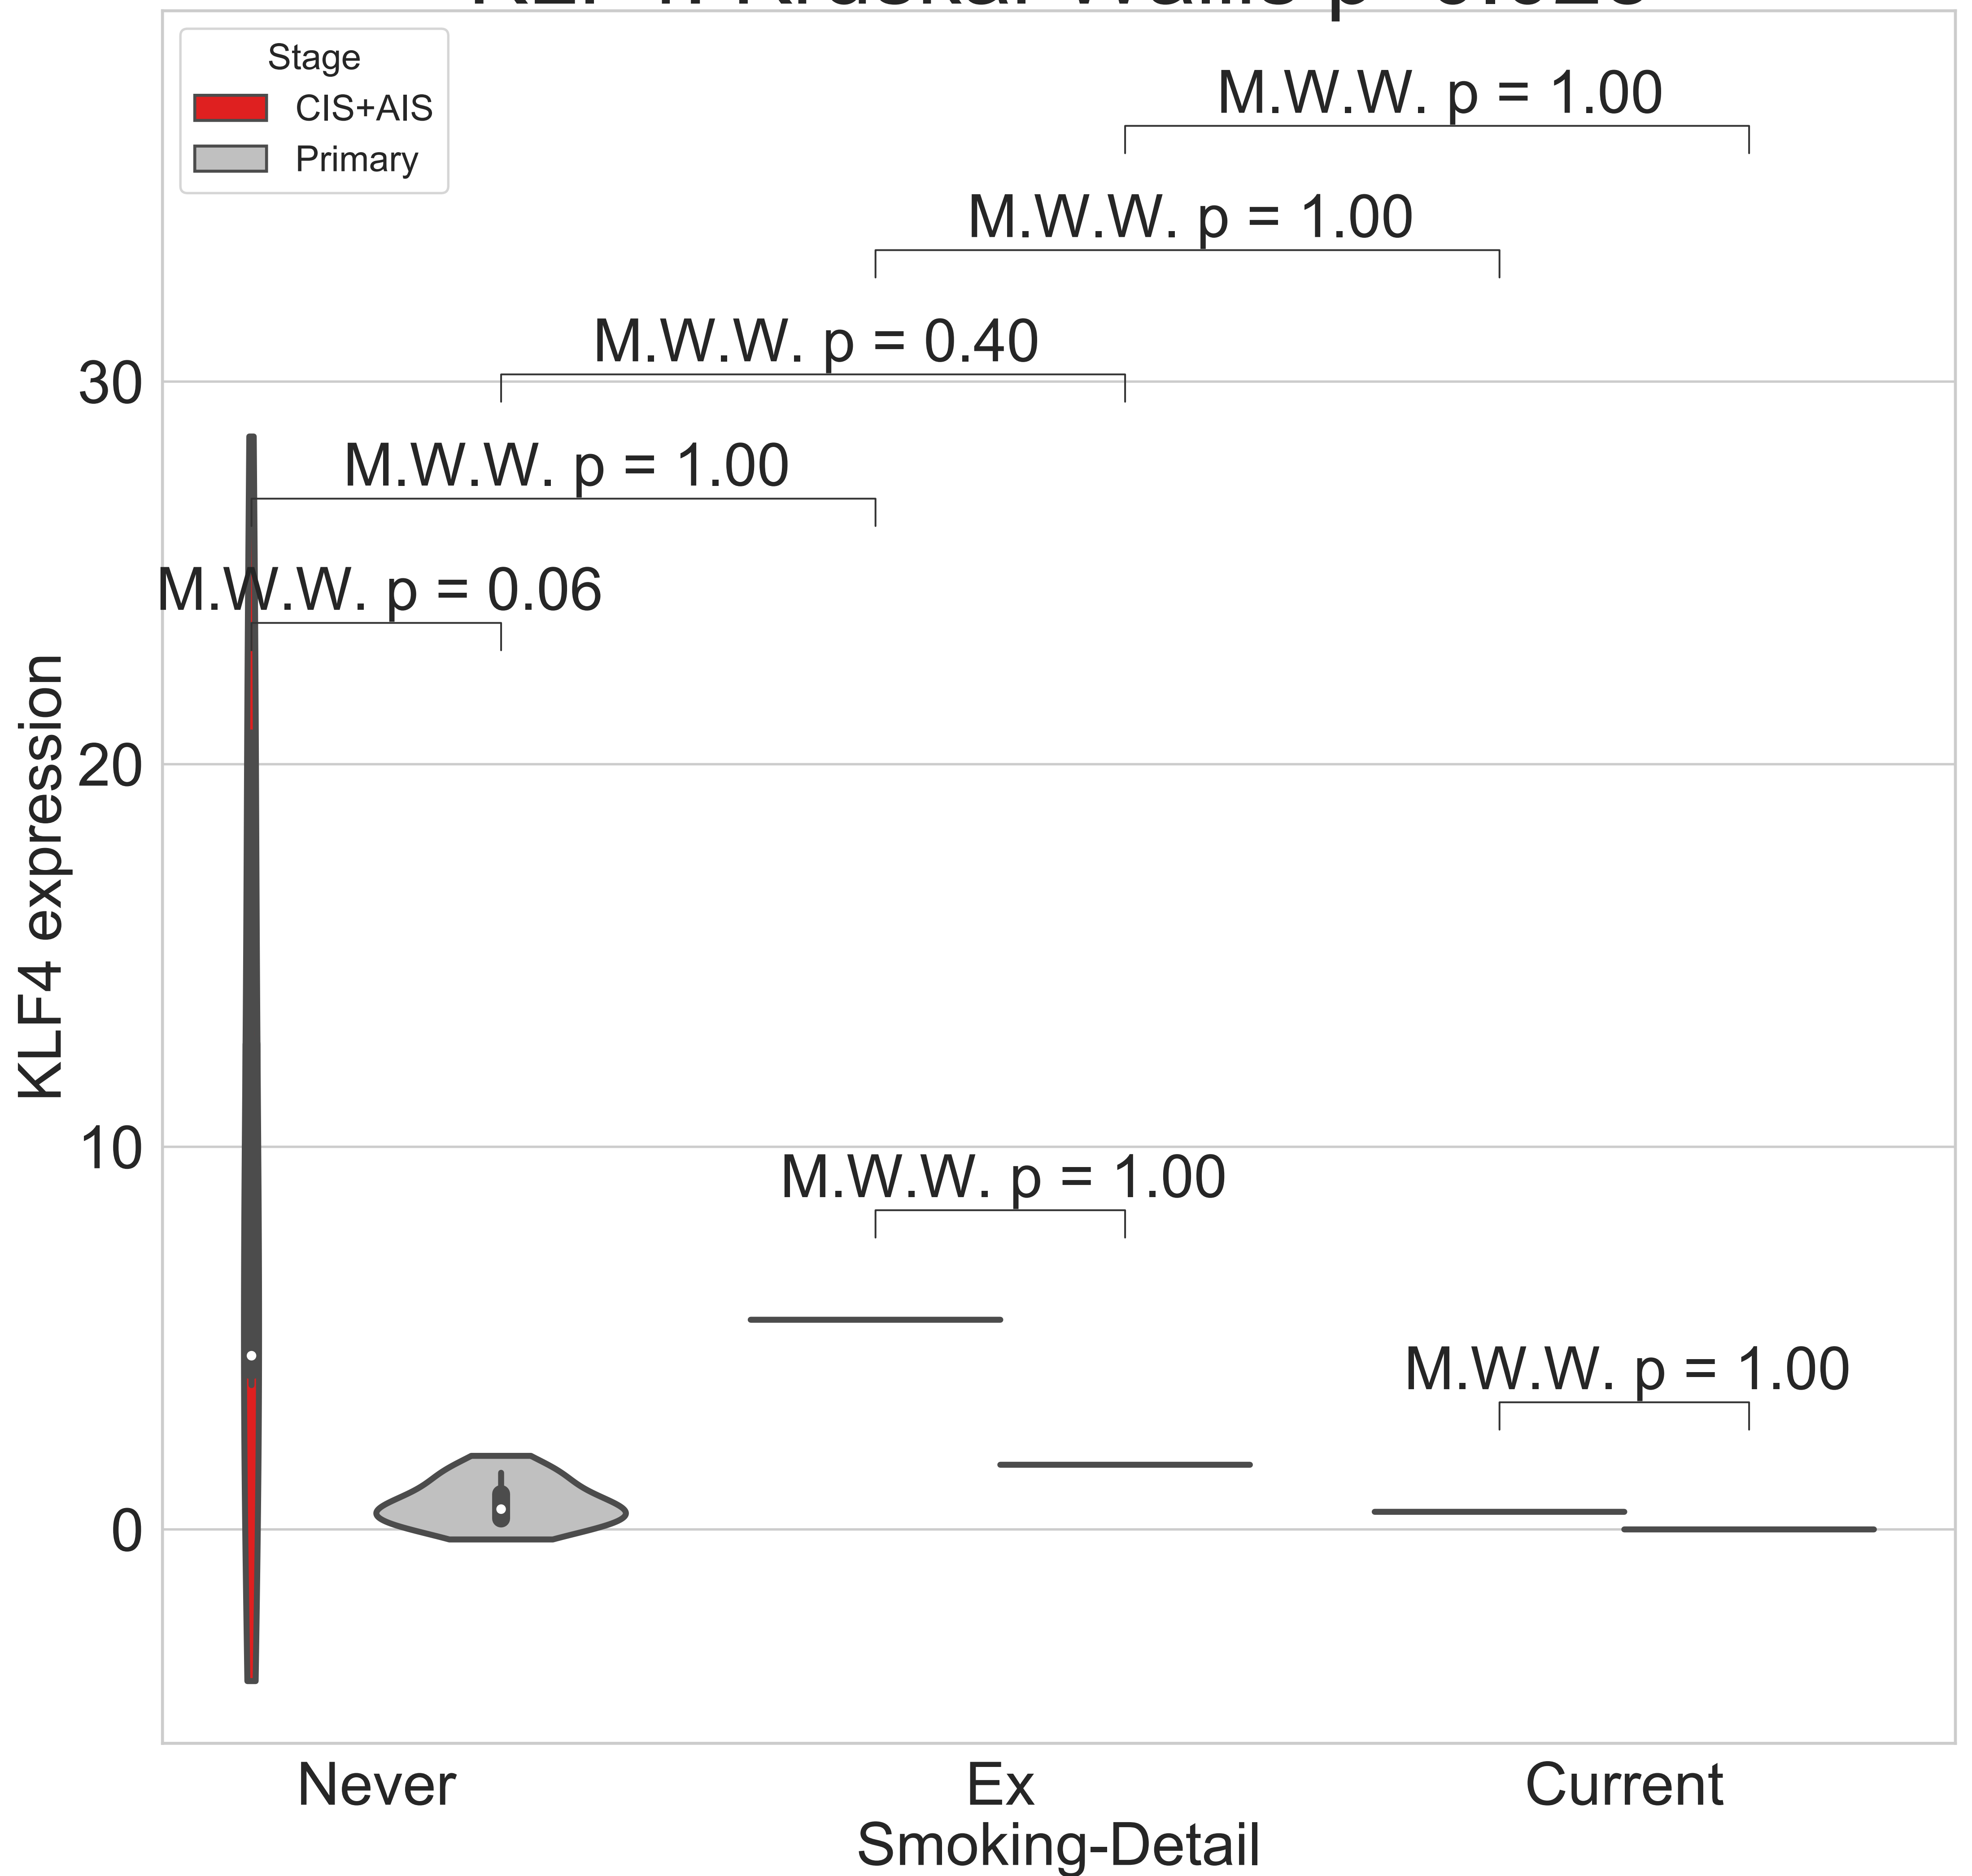 Stage
CIS+AIS
Primary
M.W.W. p = 1.00
M.W.W. p = 1.00
M.W.W. p = 0.40
30
M.W.W. p = 1.00
M.W.W. p = 0.06
20
KLF4 expression
10
M.W.W. p = 1.00
M.W.W. p = 1.00
0
Never
Ex
Current
Smoking-Detail